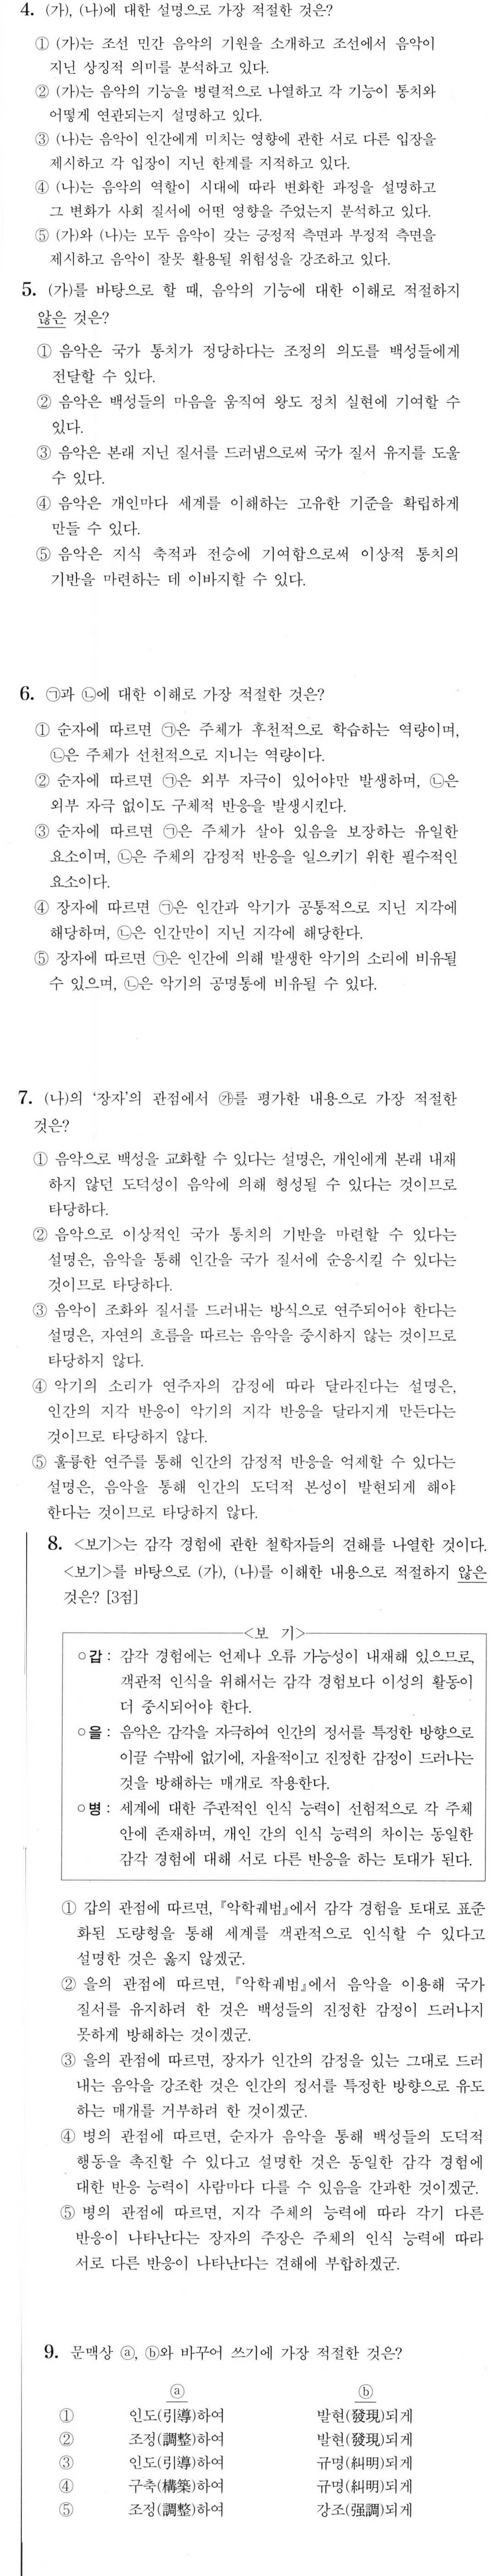 4. (가), (나)에 대한 설명으로 가장 적절한 것은?
① (가)는 조선 민간 음악의 기원을 소개하고 조선에서 음악이
지닌 상징적 의미를 분석하고 있다.
② (가)는 음악의 기능을 병렬적으로 나열하고 각 기능이 통치와
어떻게 연관되는지 설명하고 있다.
③ (나)는 음악이 인간에게 미치는 영향에 관한 서로 다른 입장을
제시하고 각 입장이 지닌 한계를 지적하고 있다.
④ (나)는 음악의 역할이 시대에 따라 변화한 과정을 설명하고
그 변화가 사회 질서에 어떤 영향을 주었는지 분석하고 있다.
⑤ (가)와 (나)는 모두 음악이 갖는 긍정적 측면과 부정적 측면을
제시하고 음악이 잘못 활용될 위험성을 강조하고 있다.
5. (가)를 바탕으로 할 때, 음악의 기능에 대한 이해로 적절하지
않은 것은?
① 음악은 국가 통치가 정당하다는 조정의 의도를 백성들에게
전달할 수 있다.
② 음악은 백성들의 마음을 움직여 왕도 정치 실현에 기여할 수
있다.
③ 음악은 본래 지닌 질서를 드러냄으로써 국가 질서 유지를 도울
수 있다.
④ 음악은 개인마다 세계를 이해하는 고유한 기준을 확립하게
만들 수 있다.
⑤ 음악은 지식 축적과 전승에 기여함으로써 이상적 통치의
기반을 마련하는 데 이바지할 수 있다.
6. ㉠과 ㉡에 대한 이해로 가장 적절한 것은?
① 순자에 따르면 ㉠은 주체가 후천적으로 학습하는 역량이며,
㉡은 주체가 선천적으로 지니는 역량이다.
② 순자에 따르면 ㉠은 외부 자극이 있어야만 발생하며, ㉡은
외부 자극 없이도 구체적 반응을 발생시킨다.
③ 순자에 따르면 ㉠은 주체가 살아 있음을 보장하는 유일한
요소이며, ㉡은 주체의 감정적 반응을 일으키기 위한 필수적인
요소이다.
④ 장자에 따르면 ㉠은 인간과 악기가 공통적으로 지닌 지각에
해당하며, ㉡은 인간만이 지닌 지각에 해당한다.
⑤ 장자에 따르면 ㉠은 인간에 의해 발생한 악기의 소리에 비유될
수 있으며, ㉡은 악기의 공명통에 비유될 수 있다.
7. (나)의 ‘장자’의 관점에서 ㉮를 평가한 내용으로 가장 적절한
것은?
① 음악으로 백성을 교화할 수 있다는 설명은, 개인에게 본래 내재
하지 않던 도덕성이 음악에 의해 형성될 수 있다는 것이므로
타당하다.
② 음악으로 이상적인 국가 통치의 기반을 마련할 수 있다는
설명은, 음악을 통해 인간을 국가 질서에 순응시킬 수 있다는
것이므로 타당하다.
③ 음악이 조화와 질서를 드러내는 방식으로 연주되어야 한다는
설명은, 자연의 흐름을 따르는 음악을 중시하지 않는 것이므로
타당하지 않다.
④ 악기의 소리가 연주자의 감정에 따라 달라진다는 설명은,
인간의 지각 반응이 악기의 지각 반응을 달라지게 만든다는
것이므로 타당하지 않다.
⑤ 훌륭한 연주를 통해 인간의 감정적 반응을 억제할 수 있다는
설명은, 음악을 통해 인간의 도덕적 본성이 발현되게 해야
한다는 것이므로 타당하지 않다.
8. <보기>는 감각 경험에 관한 철학자들의 견해를 나열한 것이다.
<보기>를 바탕으로 (가), (나)를 이해한 내용으로 적절하지 않은
것은? [3점]
<보 기>
○갑 : 감각 경험에는 언제나 오류 가능성이 내재해 있으므로,
객관적 인식을 위해서는 감각 경험보다 이성의 활동이
더 중시되어야 한다.
○을 : 음악은 감각을 자극하여 인간의 정서를 특정한 방향으로
이끌 수밖에 없기에, 자율적이고 진정한 감정이 드러나는
것을 방해하는 매개로 작용한다.
○병 : 세계에 대한 주관적인 인식 능력이 선험적으로 각 주체
안에 존재하며, 개인 간의 인식 능력의 차이는 동일한
감각 경험에 대해 서로 다른 반응을 하는 토대가 된다.
① 갑의 관점에 따르면, 『악학궤범』에서 감각 경험을 토대로 표준
화된 도량형을 통해 세계를 객관적으로 인식할 수 있다고
설명한 것은 옳지 않겠군.
② 을의 관점에 따르면, 『악학궤범』에서 음악을 이용해 국가
질서를 유지하려 한 것은 백성들의 진정한 감정이 드러나지
못하게 방해하는 것이겠군.
③ 을의 관점에 따르면, 장자가 인간의 감정을 있는 그대로 드러
내는 음악을 강조한 것은 인간의 정서를 특정한 방향으로 유도
하는 매개를 거부하려 한 것이겠군.
④ 병의 관점에 따르면, 순자가 음악을 통해 백성들의 도덕적
행동을 촉진할 수 있다고 설명한 것은 동일한 감각 경험에
대한 반응 능력이 사람마다 다를 수 있음을 간과한 것이겠군.
⑤ 병의 관점에 따르면, 지각 주체의 능력에 따라 각기 다른
반응이 나타난다는 장자의 주장은 주체의 인식 능력에 따라
서로 다른 반응이 나타난다는 견해에 부합하겠군.
9. 문맥상 ⓐ, ⓑ와 바꾸어 쓰기에 가장 적절한 것은?
ⓐ ⓑ
① 인도(引導)하여 발현(發現)되게
② 조정(調整)하여 발현(發現)되게
③ 인도(引導)하여 규명(糾明)되게
④ 구축(構築)하여 규명(糾明)되게
⑤ 조정(調整)하여 강조(强調)되게